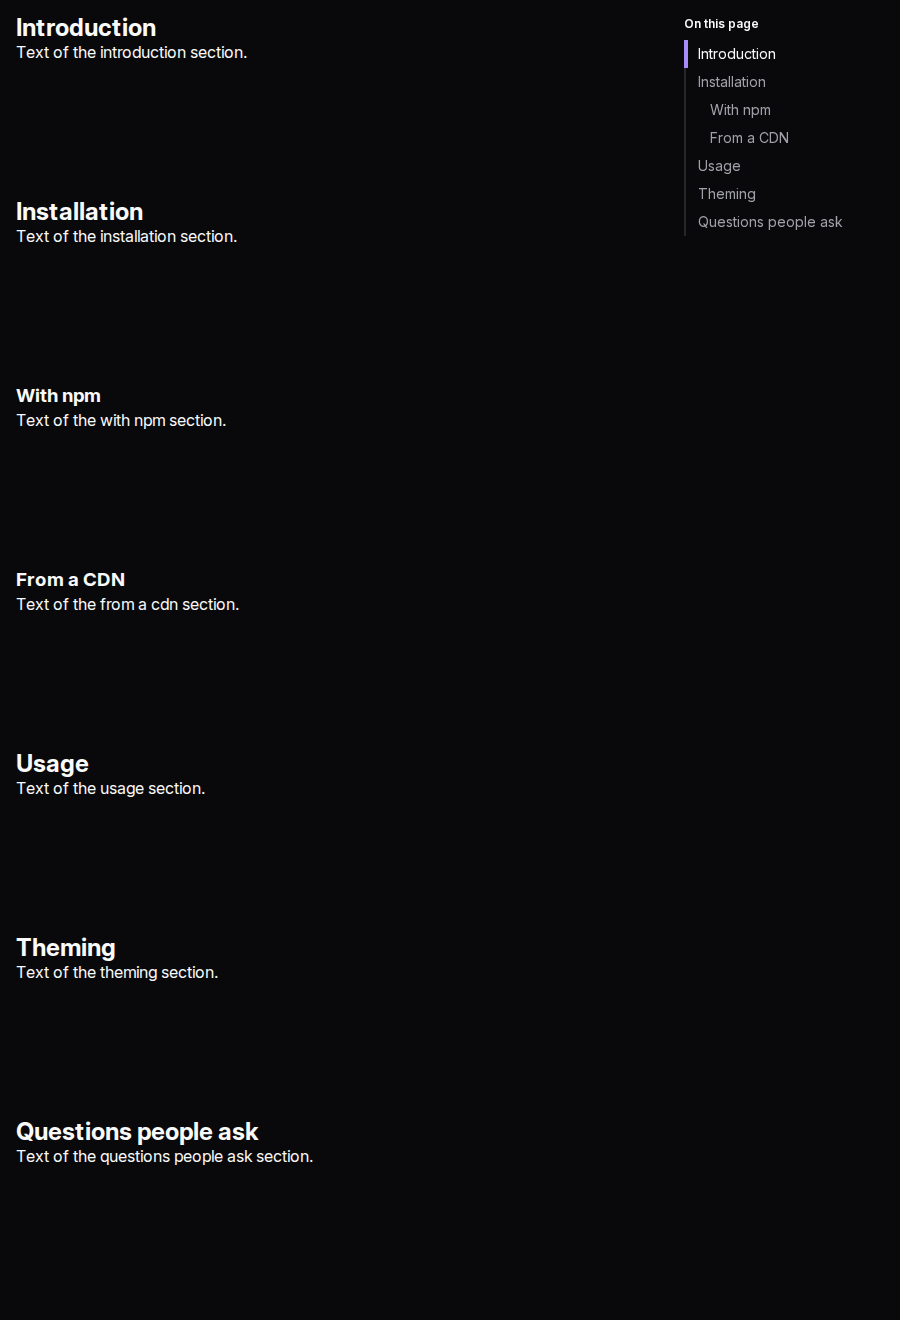 Introduction
Text of the introduction section.
Installation
Text of the installation section.
With npm
Text of the with npm section.
From a CDN
Text of the from a cdn section.
Usage
Text of the usage section.
Theming
Text of the theming section.
Questions people ask
Text of the questions people ask section.
On this page
Introduction
Installation
With npm
From a CDN
Usage
Theming
Questions people ask